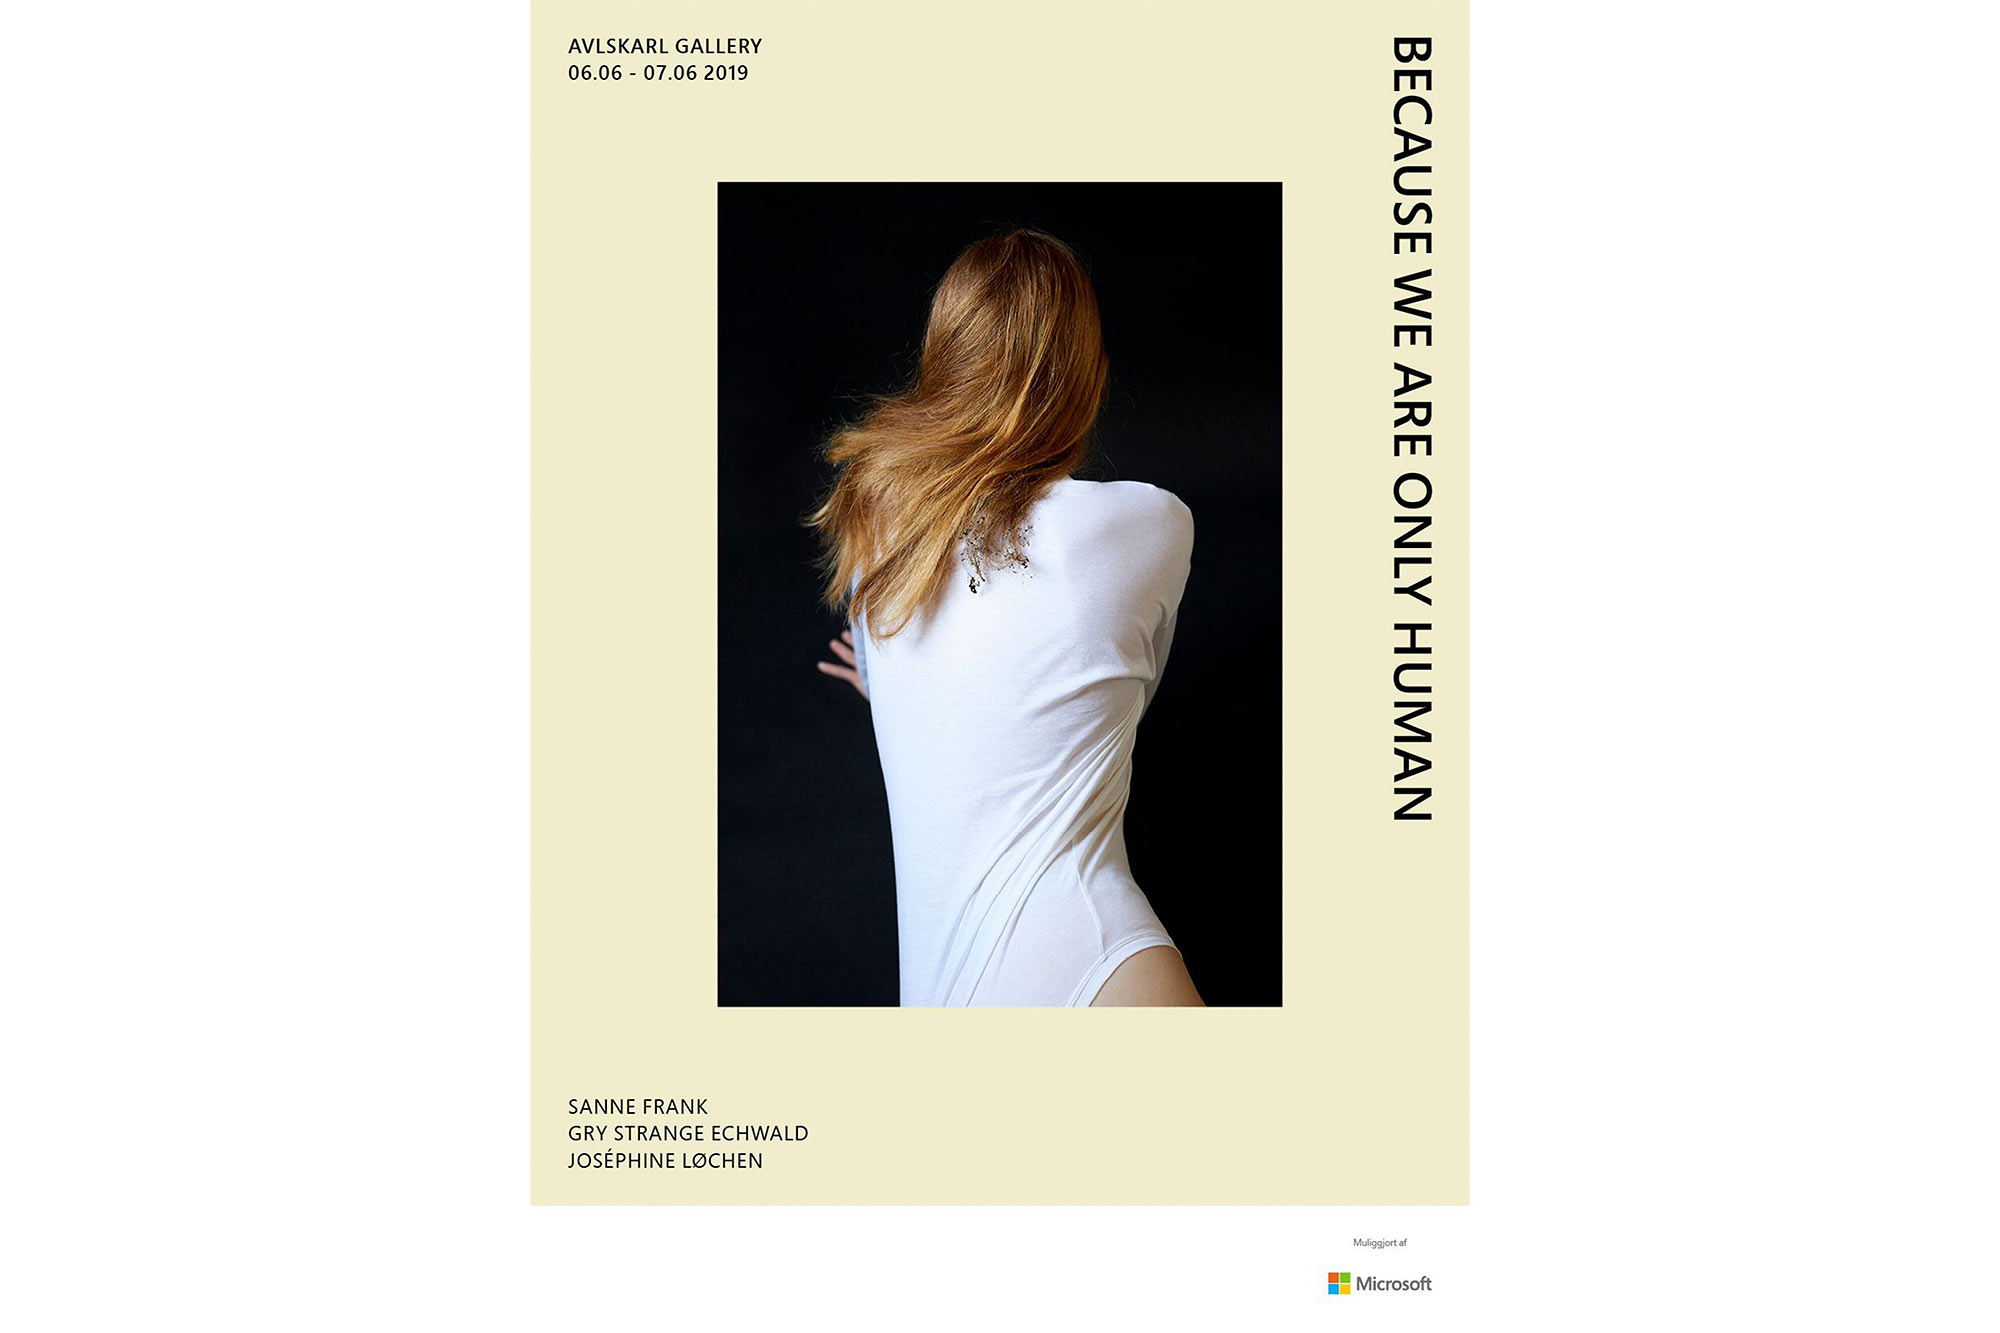 AVLSKARL GALLERY
06.06 - 07.06 2019
BECAUSE WE ARE ONLY HUMAN
SANNE FRANK
GRY STRANGE ECHWALD
JOSÉPHINE LØCHEN
Muliggjort af
Microsoft